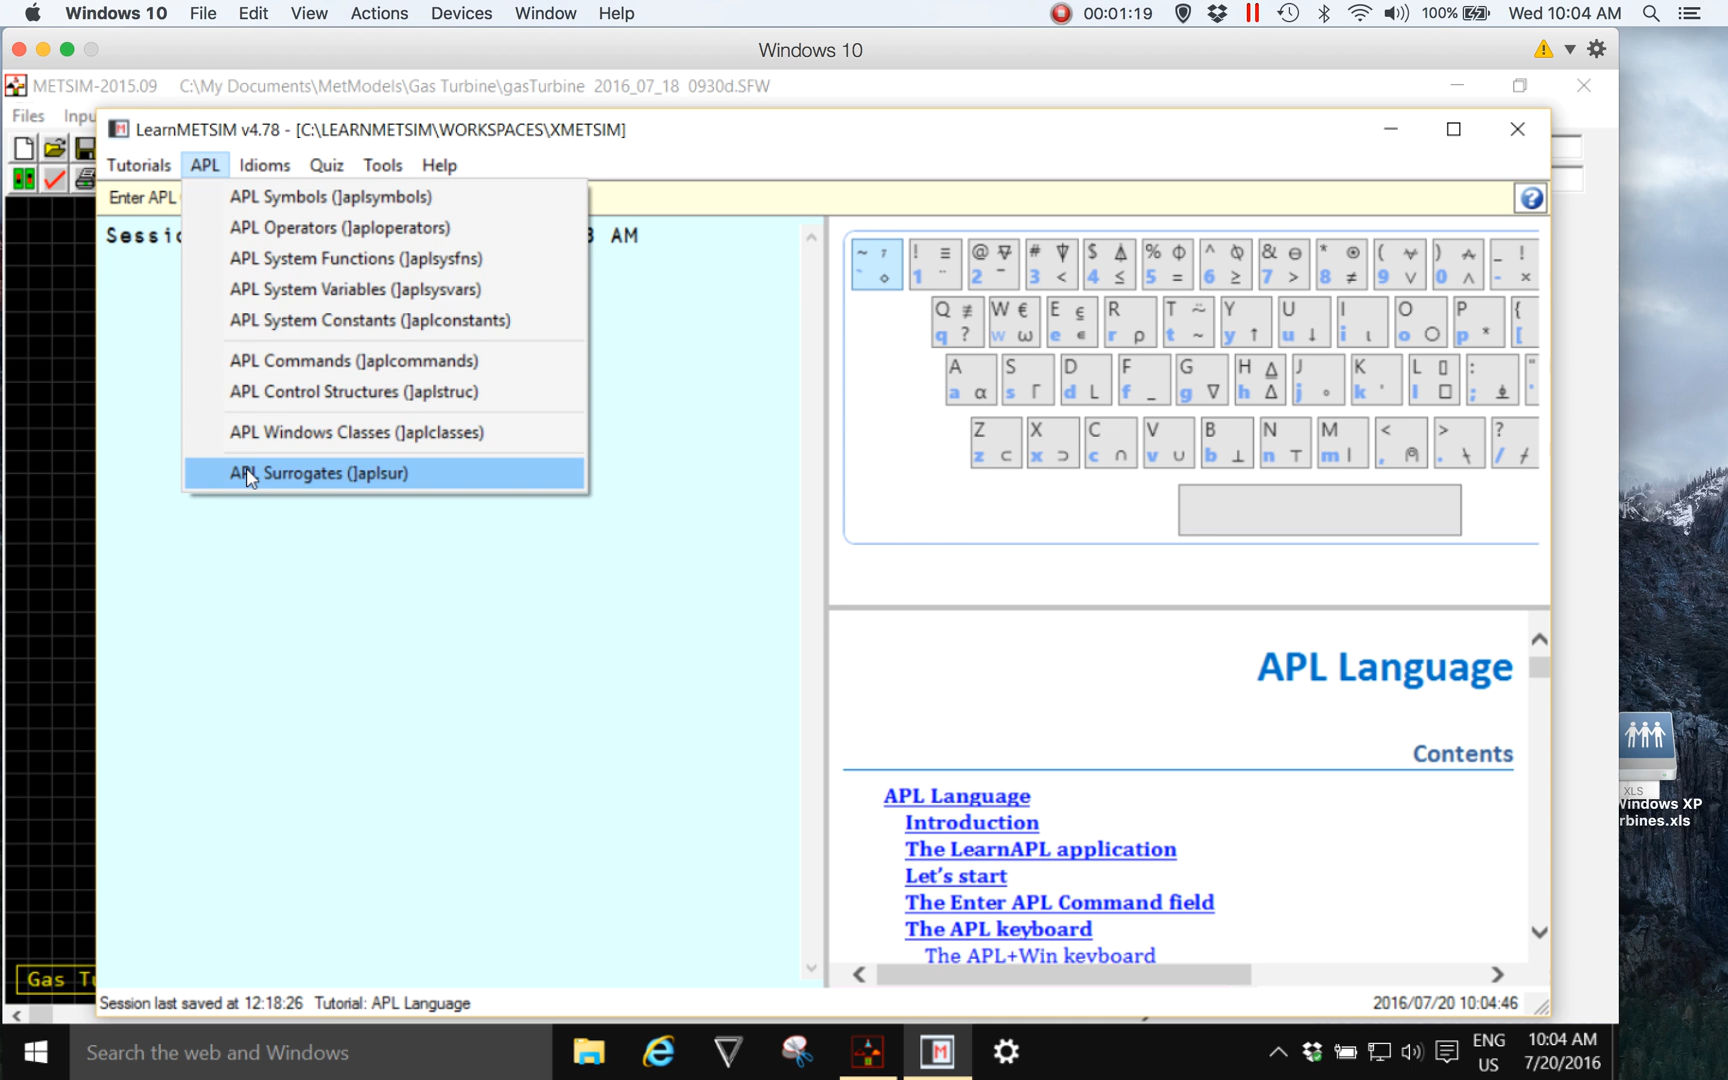 Windows 10 File Edit View Actions Devices Window Help 00:01:19 100% Wed 10:04 AM
Windows 10
METSIM-2015.09 C:\My Documents\MetModels\Gas Turbine\gasTurbine 2016_07_18 0930d.SFW
Files
LearnMETSIM v4.78 - [C:\LEARNMETSIM\WORKSPACES\XMETSIM]
Tutorials APL Idioms Quiz Tools Help
Enter APL
APL Symbols (]aplsymbols)
APL Operators (]aploperators)
APL System Functions (]aplsysfns)
APL System Variables (]aplsysvars)
APL System Constants (]aplconstants)
APL Commands (]aplcommands)
APL Control Structures (]aplstruc)
APL Windows Classes (]aplclasses)
APL Surrogates (]aplsur)
AM
APL Language
Contents
APL Language
Introduction
The LearnAPL application
Let's start
The Enter APL Command field
The APL keyboard
The APL+Win keyboard
Gas
Session last saved at 12:18:26 Tutorial: APL Language
2016/07/20 10:04:46
XLS
Windows XP
rbines.xls
Search the web and Windows
ENG
US
10:04 AM
7/20/2016